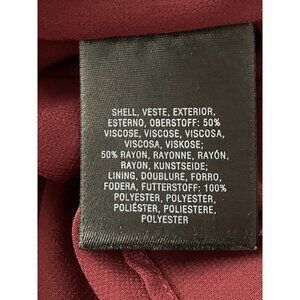 SHELL, VESTE, EXTERIOR,
ESTERNO, OBERSTOFF: 50%
VISCOSE, VISCOSE, VISCOSA,
VISCOSA, VISKOSE;
50% RAYON, RAYONNE, RAYÓN,
RAYON, KUNSTSEIDE;
LINING, DOUBLURE, FORRO,
FODERA, FUTTERSTOFF: 100%
POLYESTER, POLYESTER,
POLIÉSTER, POLIESTERE,
POLYESTER